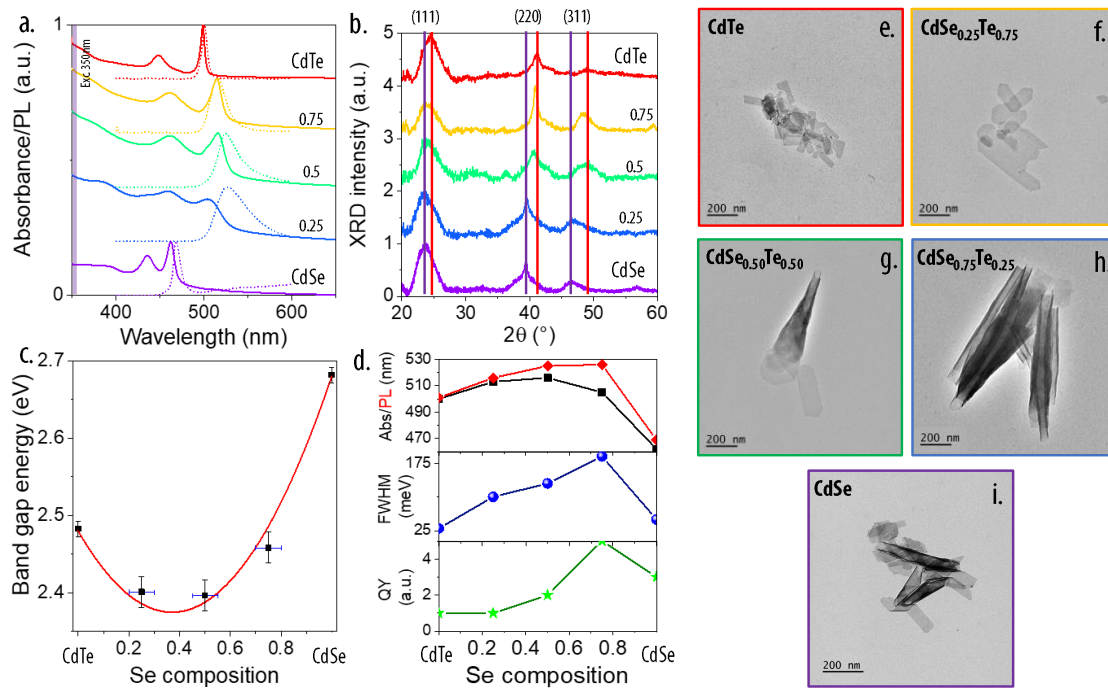 a.
1
Absorbance/PL (a.u.)
0
Exc. 350 nm
CdTe
0.75
0.5
0.25
CdSe
400 500 600
Wavelength (nm)
b.
(111) (220) (311)
5
4
3
2
1
0
XRD intensity (a.u.)
CdTe
0.75
0.5
0.25
CdSe
20 30 40 50 60
2θ (°)
c.
2.7
2.6
2.5
2.4
Band gap energy (eV)
0.2 0.4 0.6 0.8
CdTe CdSe
Se composition
d.
530
510
490
470
Abs/PL (nm)
175
25
FWHM (meV)
4
2
0
QY (a.u.)
0.2 0.4 0.6 0.8
CdTe CdSe
Se composition
CdTe e.
200 nm
CdSe0.25Te0.75 f.
200 nm
CdSe0.50Te0.50 g.
200 nm
CdSe0.75Te0.25 h.
200 nm
CdSe i.
200 nm